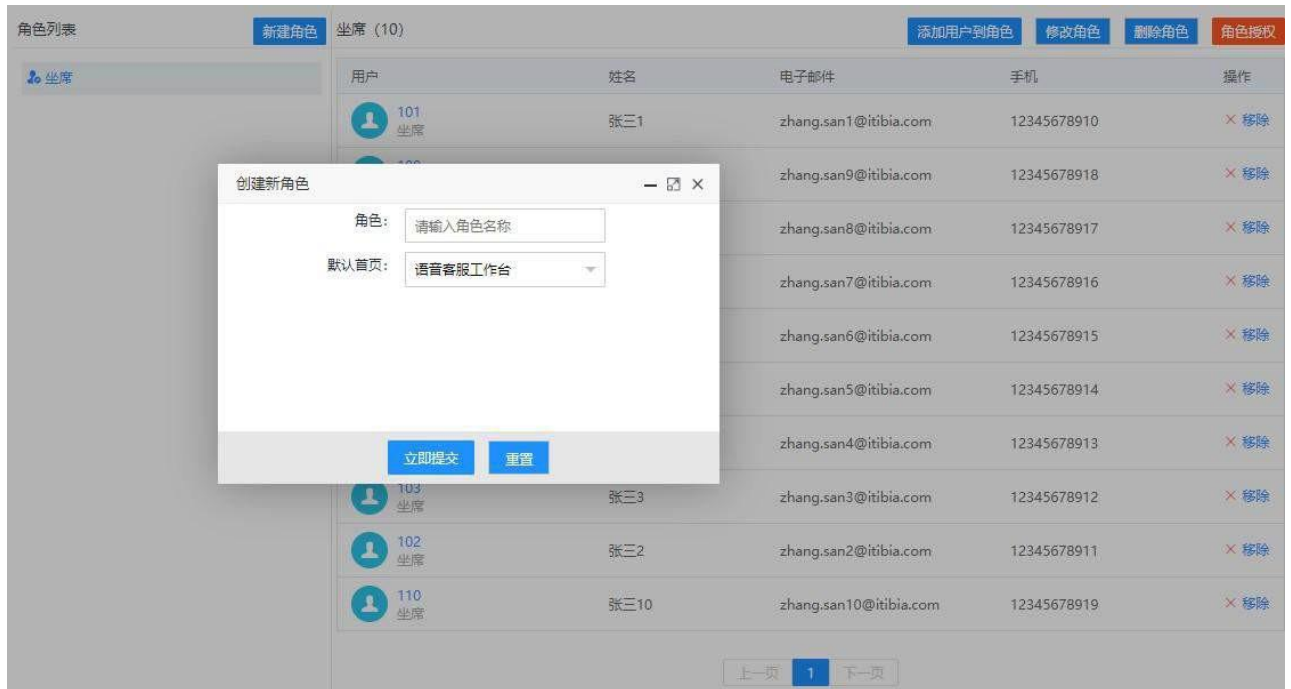 角色列表
新建角色
坐席（10）
添加用户到角色
修改角色
删除角色
角色授权
坐席
用户 姓名 电子邮件 手机 操作
101
坐席
张三1 zhang.san1@itibia.com 12345678910 × 移除
zhang.san9@itibia.com 12345678918 × 移除
zhang.san8@itibia.com 12345678917 × 移除
zhang.san7@itibia.com 12345678916 × 移除
zhang.san6@itibia.com 12345678915 × 移除
zhang.san5@itibia.com 12345678914 × 移除
zhang.san4@itibia.com 12345678913 × 移除
创建新角色
角色：
请输入角色名称
默认首页：
语音客服工作台
立即提交
重置
103
坐席
张三3 zhang.san3@itibia.com 12345678912 × 移除
102
坐席
张三2 zhang.san2@itibia.com 12345678911 × 移除
110
坐席
张三10 zhang.san10@itibia.com 12345678919 × 移除
上一页 1 下一页